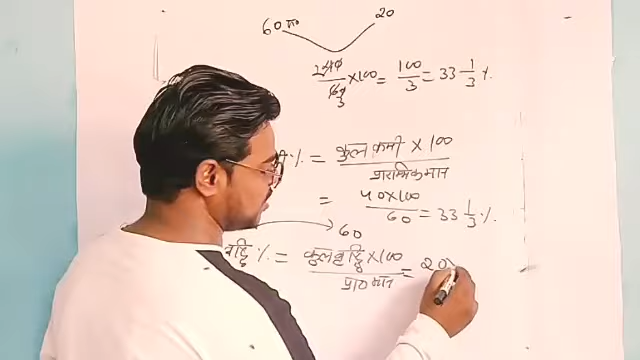 60 20
× 100 = 100/3 = 33 1/3 %
% = कुल कमी × 100 / प्रारम्भिक मान
= 40×100 / 60 = 33 1/3 %
60
वृद्धि % = कुल वृद्धि × 100 / प्रा० मान = 20